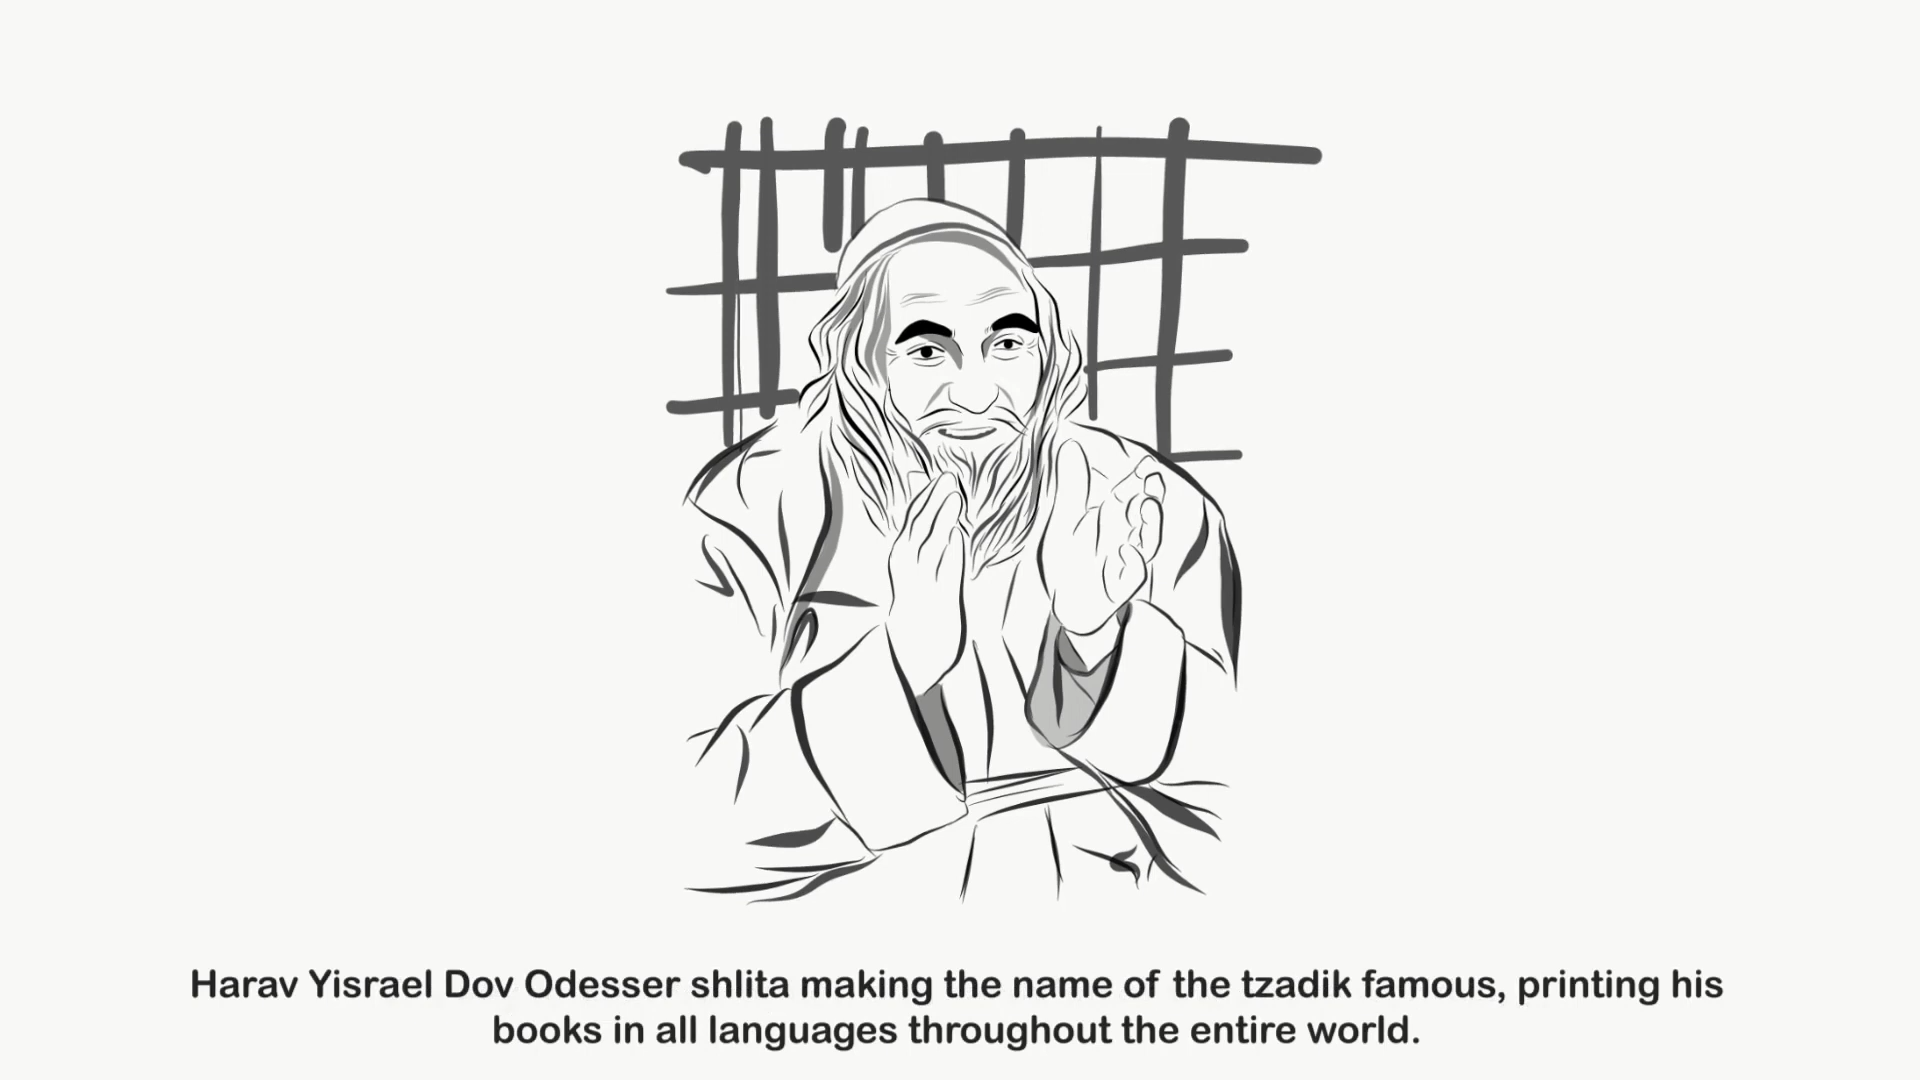 Harav Yisrael Dov Odesser shlita making the name of the tzadik famous, printing his
books in all languages throughout the entire world.